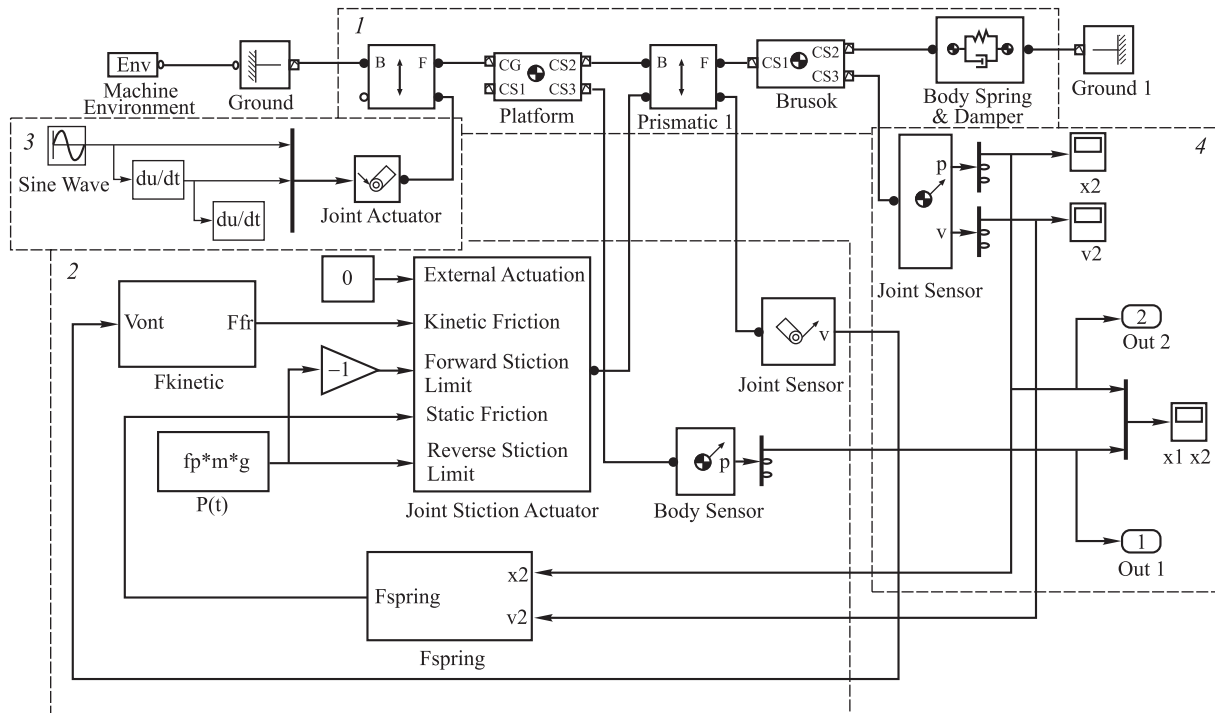 1
Env
Machine
Environment
Ground
B F
CG CS2
CS1 CS3
Platform
B F
Prismatic 1
CS1 CS2
CS3
Brusok
Body Spring
& Damper
Ground 1
3
Sine Wave
du/dt
du/dt
Joint Actuator
4
p
v
Joint Sensor
x2
v2
2
0
External Actuation
Vont Ffr
Kinetic Friction
Fkinetic
−1
Forward Stiction
Limit
Static Friction
fp*m*g
P(t)
Reverse Stiction
Limit
Joint Stiction Actuator
v
Joint Sensor
p
Body Sensor
2
Out 2
x1 x2
1
Out 1
Fspring
x2
v2
Fspring